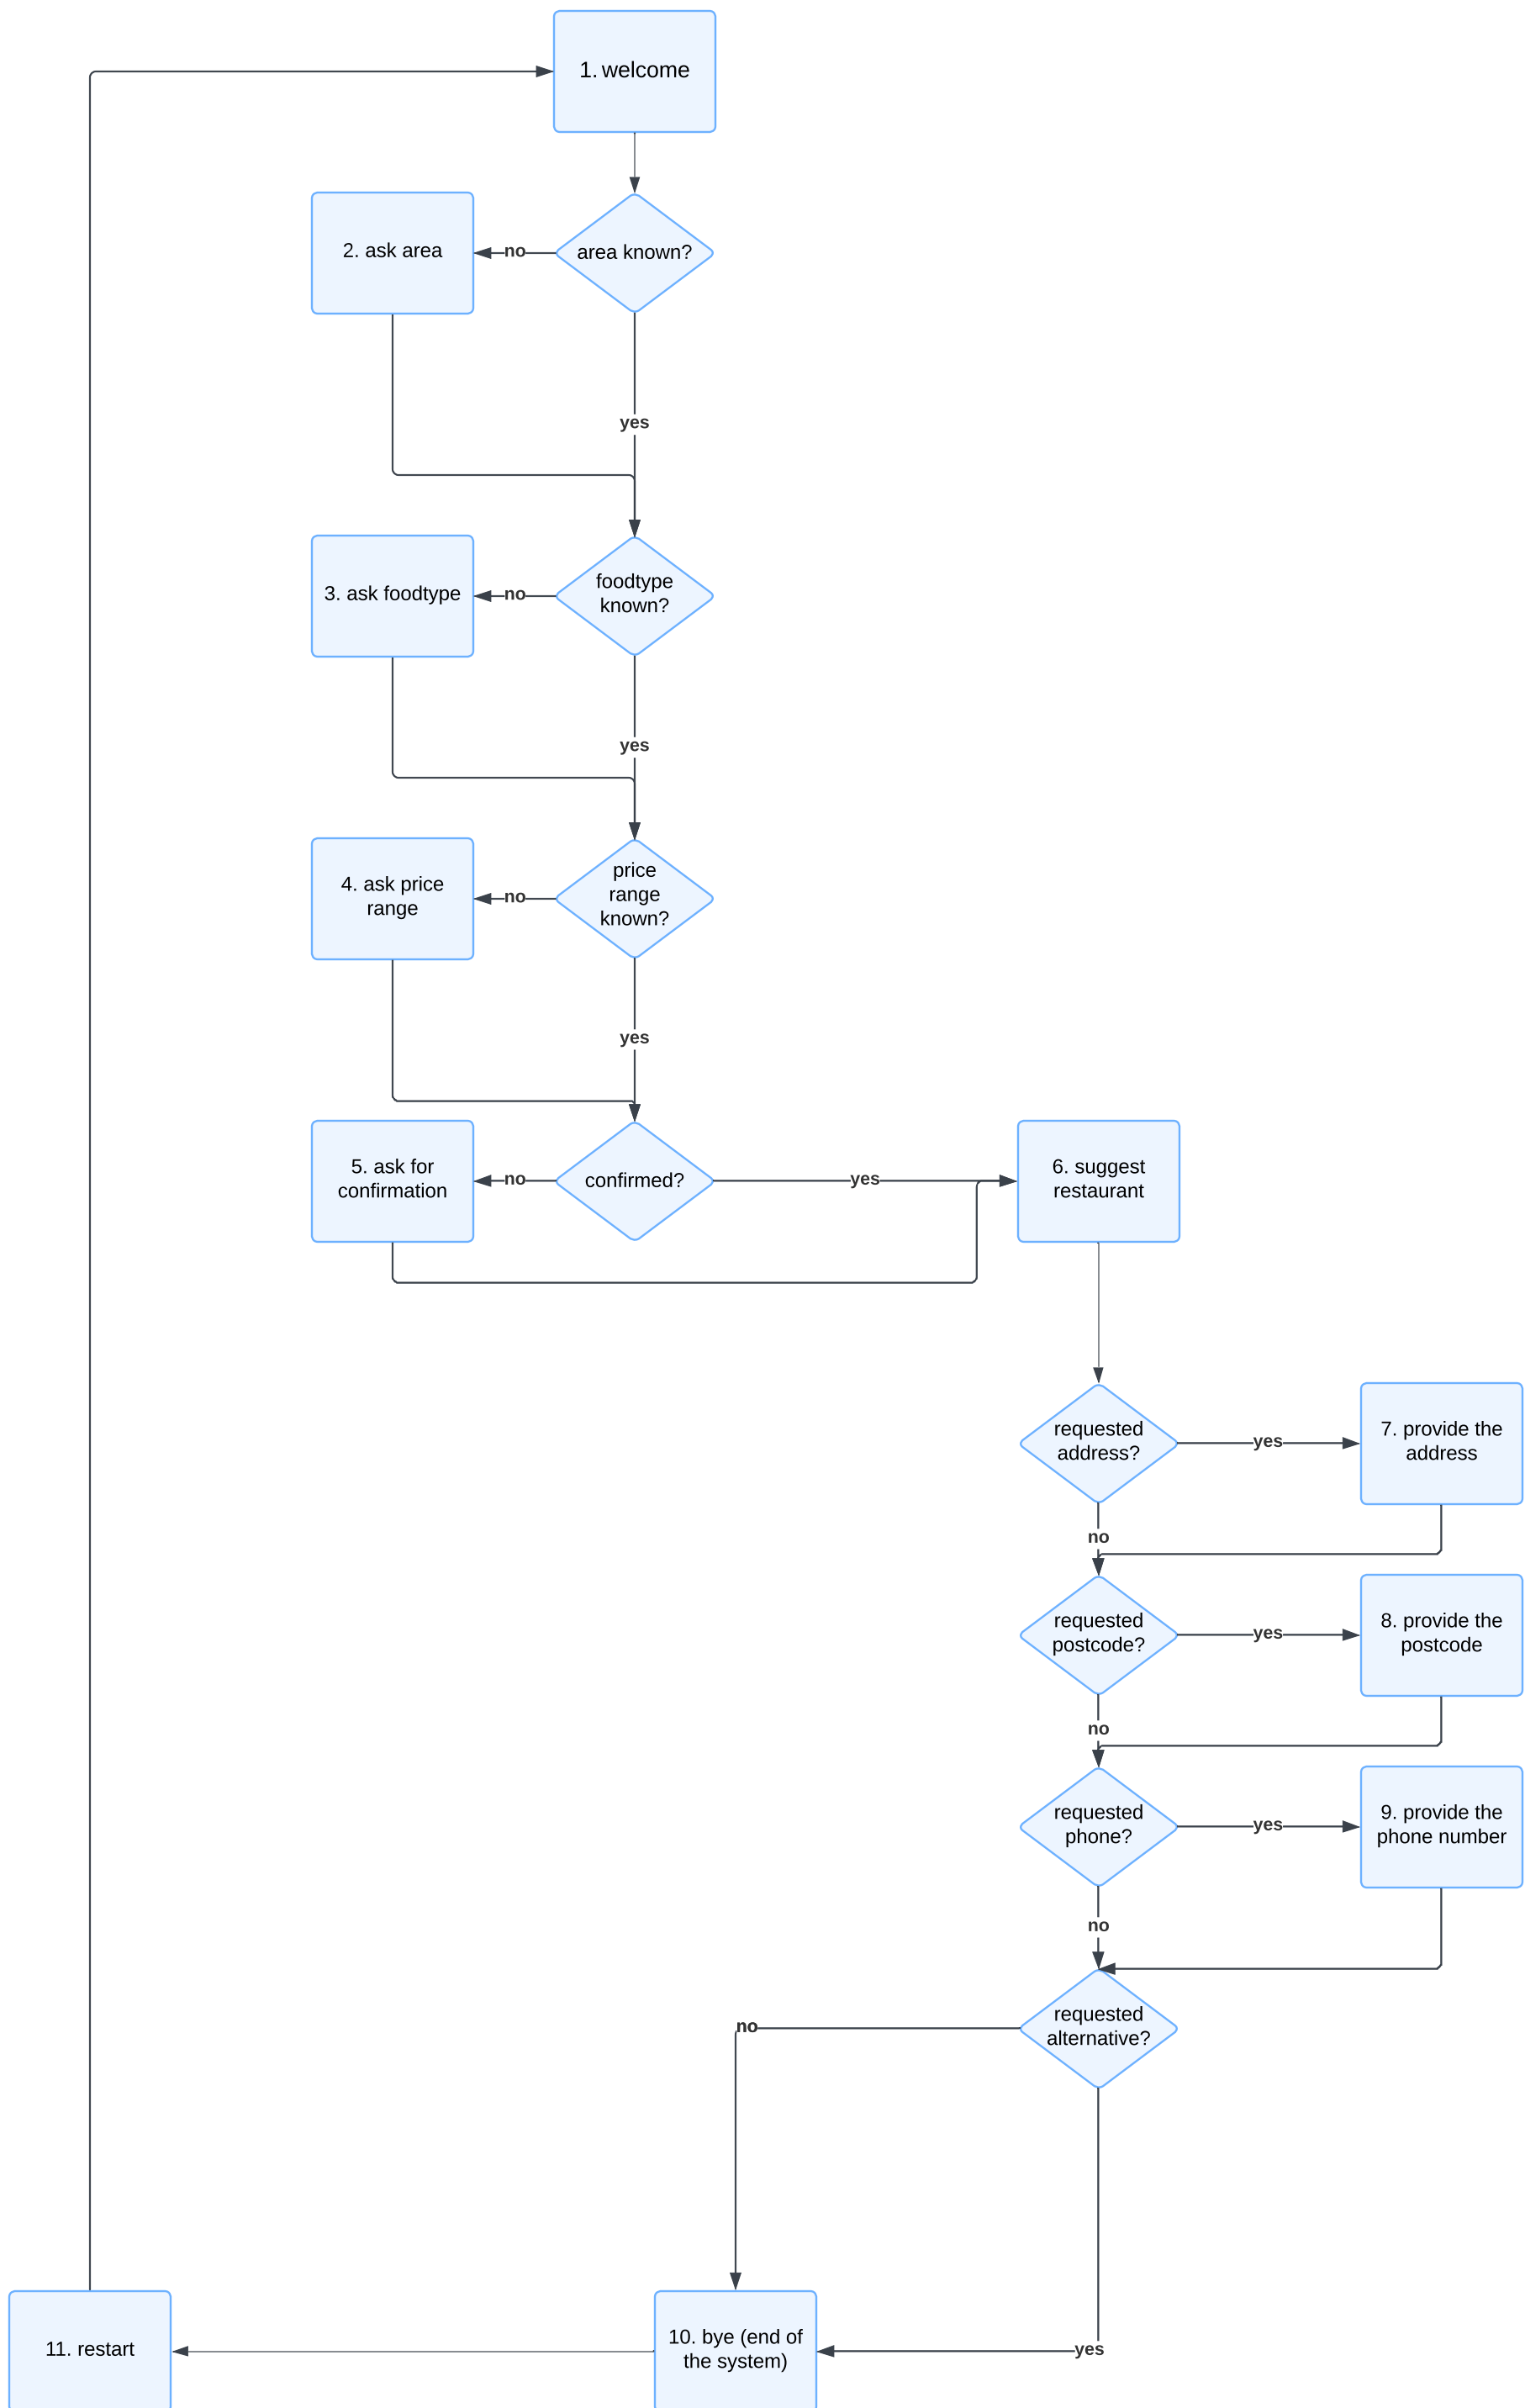 1. welcome
2. ask area
no
area known?
yes
3. ask foodtype
no
foodtype
known?
yes
4. ask price
range
no
price
range
known?
yes
5. ask for
confirmation
no
confirmed?
yes
6. suggest
restaurant
requested
address?
yes
7. provide the
address
no
requested
postcode?
yes
8. provide the
postcode
no
requested
phone?
yes
9. provide the
phone number
no
requested
alternative?
no
11. restart
10. bye (end of
the system)
yes